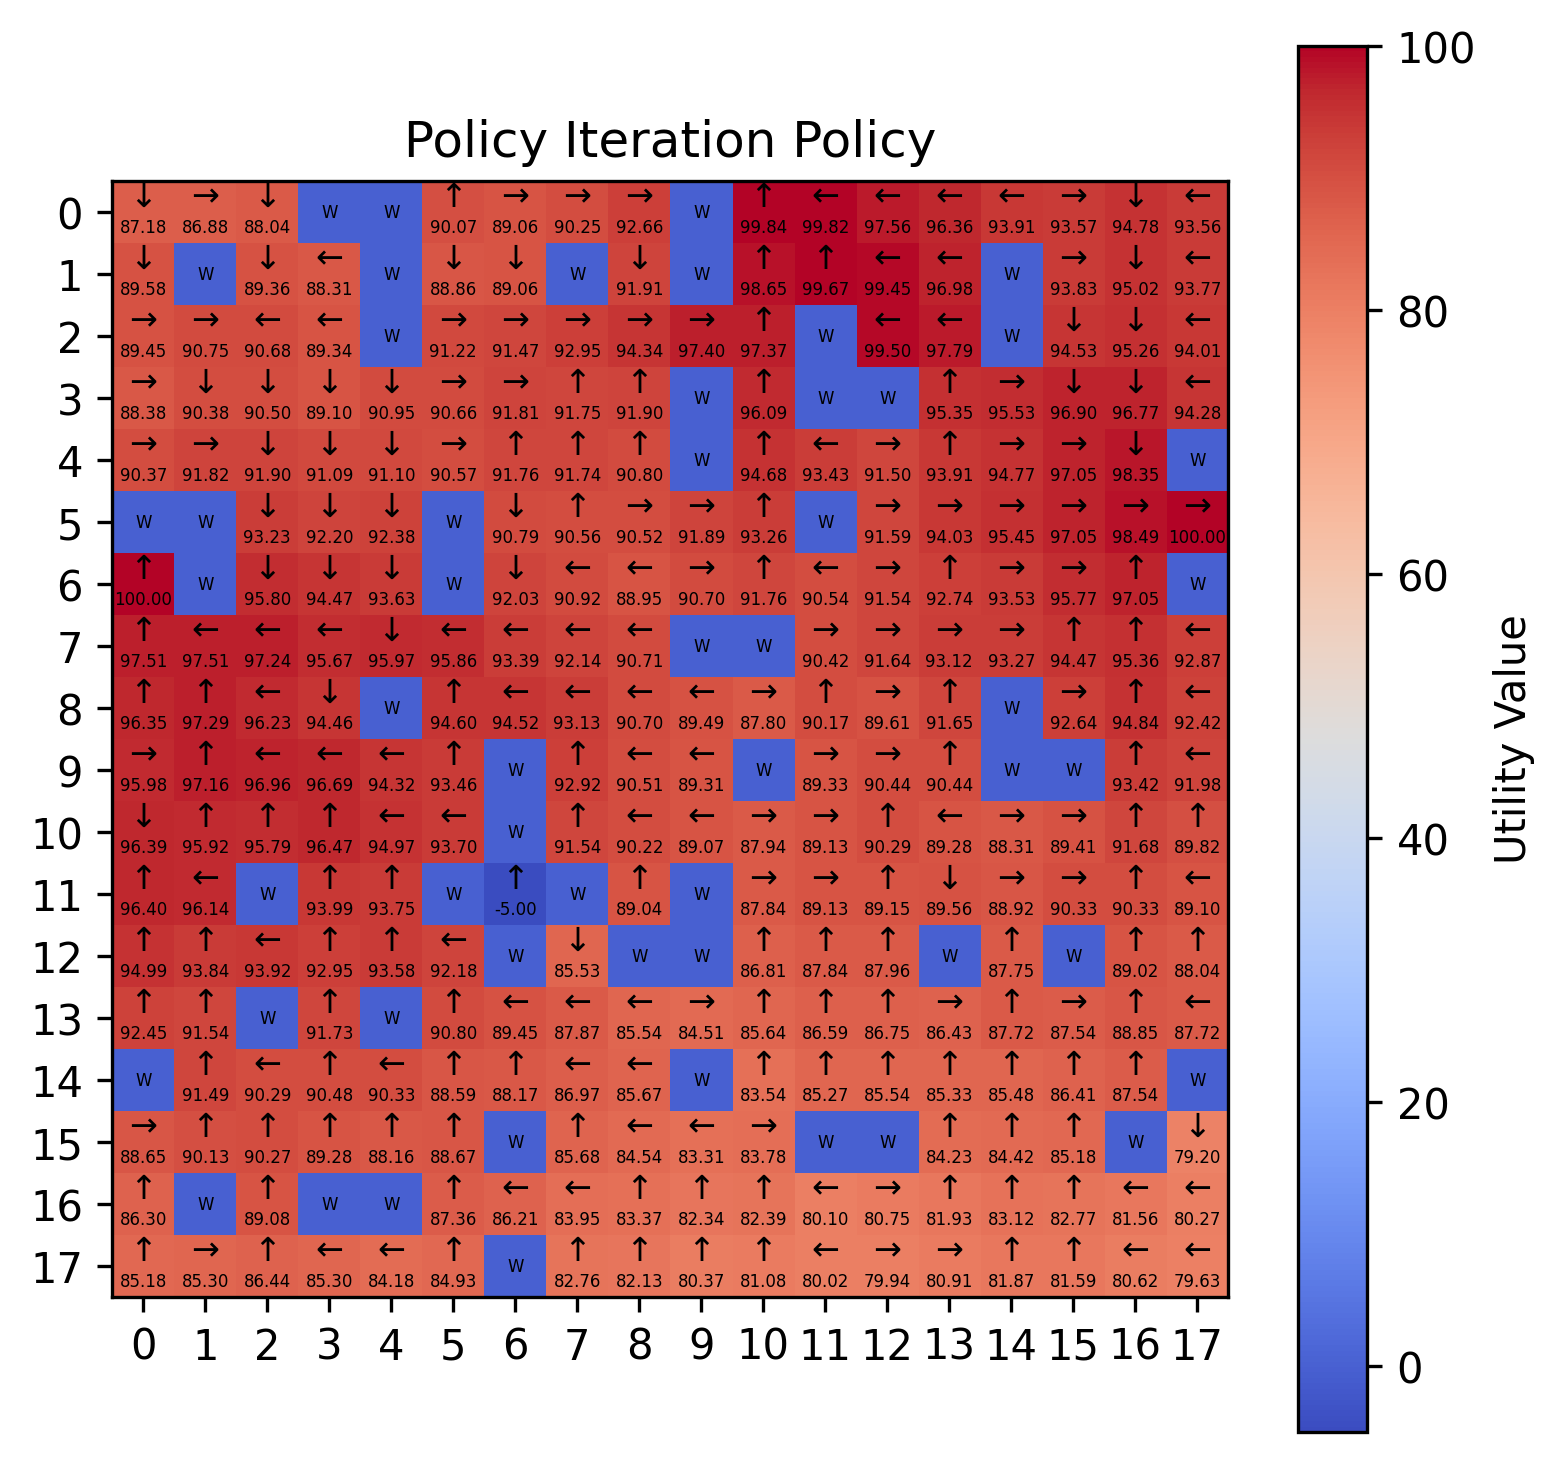 Policy Iteration Policy
100
80
60
40
20
0
Utility Value
0 ↓ → ↓ W W ↑ → → → W ↑ ← ← ← ← → ↓ ←
87.18 86.88 88.04 90.07 89.06 90.25 92.66 99.84 99.82 97.56 96.36 93.91 93.57 94.78 93.56
1 ↓ W ↓ ← W ↓ ↓ W ↓ W ↑ ↑ ← ← W → ↓ ←
89.58 89.36 88.31 88.86 89.06 91.91 98.65 99.67 99.45 96.98 93.83 95.02 93.77
2 → → ← ← W → → → → → ↑ W ← ← W ↓ ↓ ←
89.45 90.75 90.68 89.34 91.22 91.47 92.95 94.34 97.40 97.37 99.50 97.79 94.53 95.26 94.01
3 → ↓ ↓ ↓ ↓ → → ↑ ↑ W ↑ W W ↑ → ↓ ↓ ←
88.38 90.38 90.50 89.10 90.95 90.66 91.81 91.75 91.90 96.09 95.35 95.53 96.90 96.77 94.28
4 → → ↓ ↓ ↓ → ↑ ↑ ↑ W ↑ ← → ↑ → → ↓ W
90.37 91.82 91.90 91.09 91.10 90.57 91.76 91.74 90.80 94.68 93.43 91.50 93.91 94.77 97.05 98.35
5 W W ↓ ↓ ↓ W ↓ ↑ → → ↑ W → → → → → →
93.23 92.20 92.38 90.79 90.56 90.52 91.89 93.26 91.59 94.03 95.45 97.05 98.49 100.00
6 ↑ W ↓ ↓ ↓ W ↓ ← ← → ↑ ← → ↑ → → ↑ W
100.00 95.80 94.47 93.63 92.03 90.92 88.95 90.70 91.76 90.54 91.54 92.74 93.53 95.77 97.05
7 ↑ ← ← ← ↓ ← ← ← ← W W → → → → ↑ ↑ ←
97.51 97.51 97.24 95.67 95.97 95.86 93.39 92.14 90.71 90.42 91.64 93.12 93.27 94.47 95.36 92.87
8 ↑ ↑ ← ↓ W ↑ ← ← ← ← → ↑ → ↑ W → ↑ ←
96.35 97.29 96.23 94.46 94.60 94.52 93.13 90.70 89.49 87.80 90.17 89.61 91.65 92.64 94.84 92.42
9 → ↑ ← ← ← ↑ W ↑ ← ← W → → ↑ W W ↑ ←
95.98 97.16 96.96 96.69 94.32 93.46 92.92 90.51 89.31 89.33 90.44 90.44 93.42 91.98
10 ↓ ↑ ↑ ↑ ← ← W ↑ ← ← → → ↑ ← → → ↑ ↑
96.39 95.92 95.79 96.47 94.97 93.70 91.54 90.22 89.07 87.94 89.13 90.29 89.28 88.31 89.41 91.68 89.82
11 ↑ ← W ↑ ↑ W ↑ W ↑ W → → ↑ ↓ → → ↑ ←
96.40 96.14 93.99 93.75 -5.00 89.04 87.84 89.13 89.15 89.56 88.92 90.33 90.33 89.10
12 ↑ ↑ ← ↑ ↑ ← W ↓ W W ↑ ↑ ↑ W ↑ W ↑ ↑
94.99 93.84 93.92 92.95 93.58 92.18 85.53 86.81 87.84 87.96 87.75 89.02 88.04
13 ↑ ↑ W ↑ W ↑ ← ← ← → ↑ ↑ ↑ → ↑ → ↑ ←
92.45 91.54 91.73 90.80 89.45 87.87 85.54 84.51 85.64 86.59 86.75 86.43 87.72 87.54 88.85 87.72
14 W ↑ ← ↑ ← ↑ ↑ ← ← W ↑ ↑ ↑ ↑ ↑ ↑ ↑ W
91.49 90.29 90.48 90.33 88.59 88.17 86.97 85.67 83.54 85.27 85.54 85.33 85.48 86.41 87.54
15 → ↑ ↑ ↑ ↑ ↑ W ↑ ← ← → W W ↑ ↑ ↑ W ↓
88.65 90.13 90.27 89.28 88.16 88.67 85.68 84.54 83.31 83.78 84.23 84.42 85.18 79.20
16 ↑ W ↑ W W ↑ ← ← ↑ ↑ ↑ ← → ↑ ↑ ↑ ← ←
86.30 89.08 87.36 86.21 83.95 83.37 82.34 82.39 80.10 80.75 81.93 83.12 82.77 81.56 80.27
17 ↑ → ↑ ← ← ↑ W ↑ ↑ ↑ ↑ ← → → ↑ ↑ ← ←
85.18 85.30 86.44 85.30 84.18 84.93 82.76 82.13 80.37 81.08 80.02 79.94 80.91 81.87 81.59 80.62 79.63
0 1 2 3 4 5 6 7 8 9 10 11 12 13 14 15 16 17